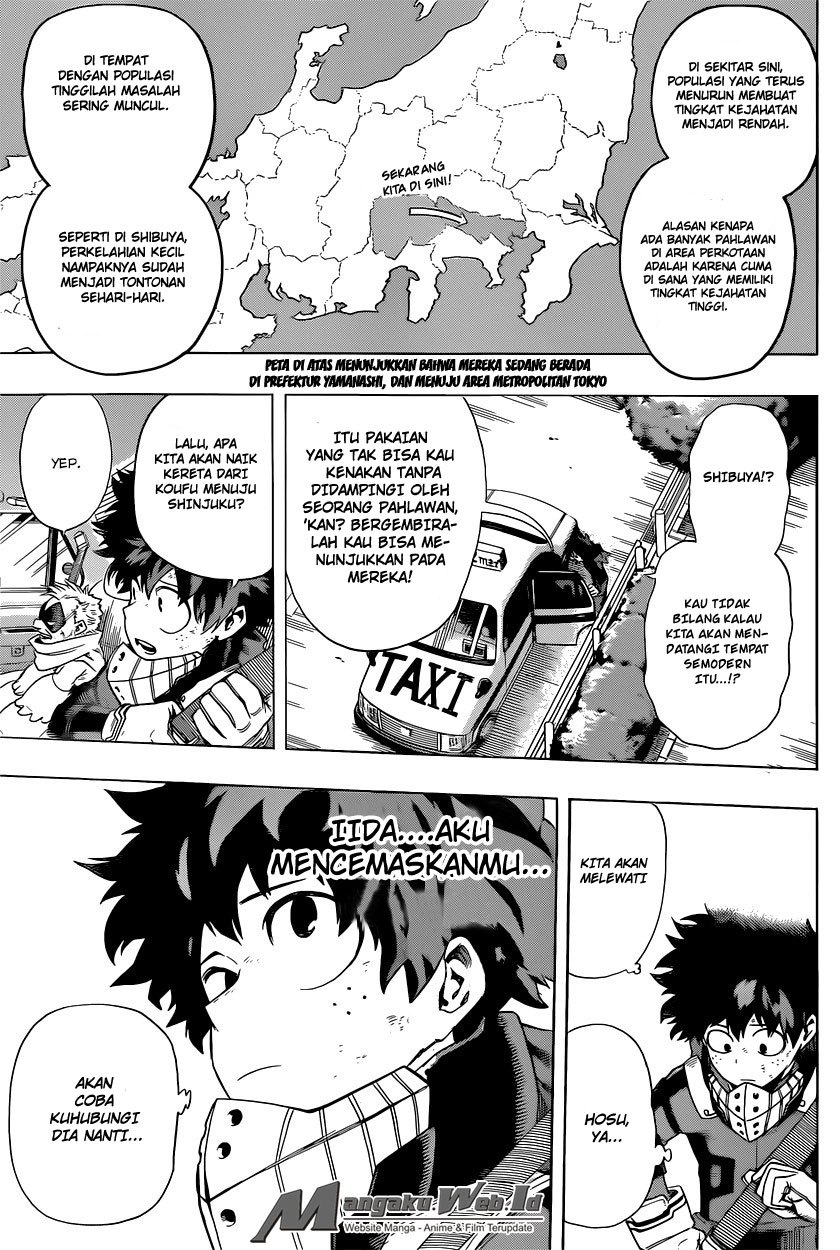 DI SEKITAR SINI,
POPULASI YANG TERUS
MENURUN MEMBUAT
TINGKAT KEJAHATAN
MENJADI RENDAH.
ALASAN KENAPA
ADA BANYAK PAHLAWAN
DI AREA PERKOTAAN
ADALAH KARENA CUMA
DI SANA YANG MEMILIKI
TINGKAT KEJAHATAN
TINGGI.
SEKARANG
KITA DI SINI!
DI TEMPAT
DENGAN POPULASI
TINGGILAH MASALAH
SERING MUNCUL.
SEPERTI DI SHIBUYA,
PERKELAHIAN KECIL
NAMPAKNYA SUDAH
MENJADI TONTONAN
SEHARI-HARI.
PETA DI ATAS MENUNJUKKAN BAHWA MEREKA SEDANG BERADA
DI PREFEKTUR YAMANASHI, DAN MENUJU AREA METROPOLITAN TOKYO
SHIBUYA!?
KAU TIDAK
BILANG KALAU
KITA AKAN MEN-
DATANGI TEMPAT
SEMODERN
ITU...!?
TAXI
ITU PAKAIAN
YANG TAK BISA KAU
KENAKAN TANPA
DIDAMPINGI OLEH
SEORANG PAHLAWAN,
'KAN? BERGEMBIRA-
LAH KAU BISA ME-
NUNJUKKAN PADA
MEREKA!
LALU, APA
KITA AKAN NAIK
KERETA DARI
KOUFU MENUJU
SHINJUKU?
YEP.
KITA AKAN
MELEWATI
HOSU,
YA...
IIDA....AKU
MENCEMASKANMU...
AKAN
COBA
KUHUBUNGI
DIA NANTI...
Mangaku Web Id
Website Manga - Anime & Film Terupdate